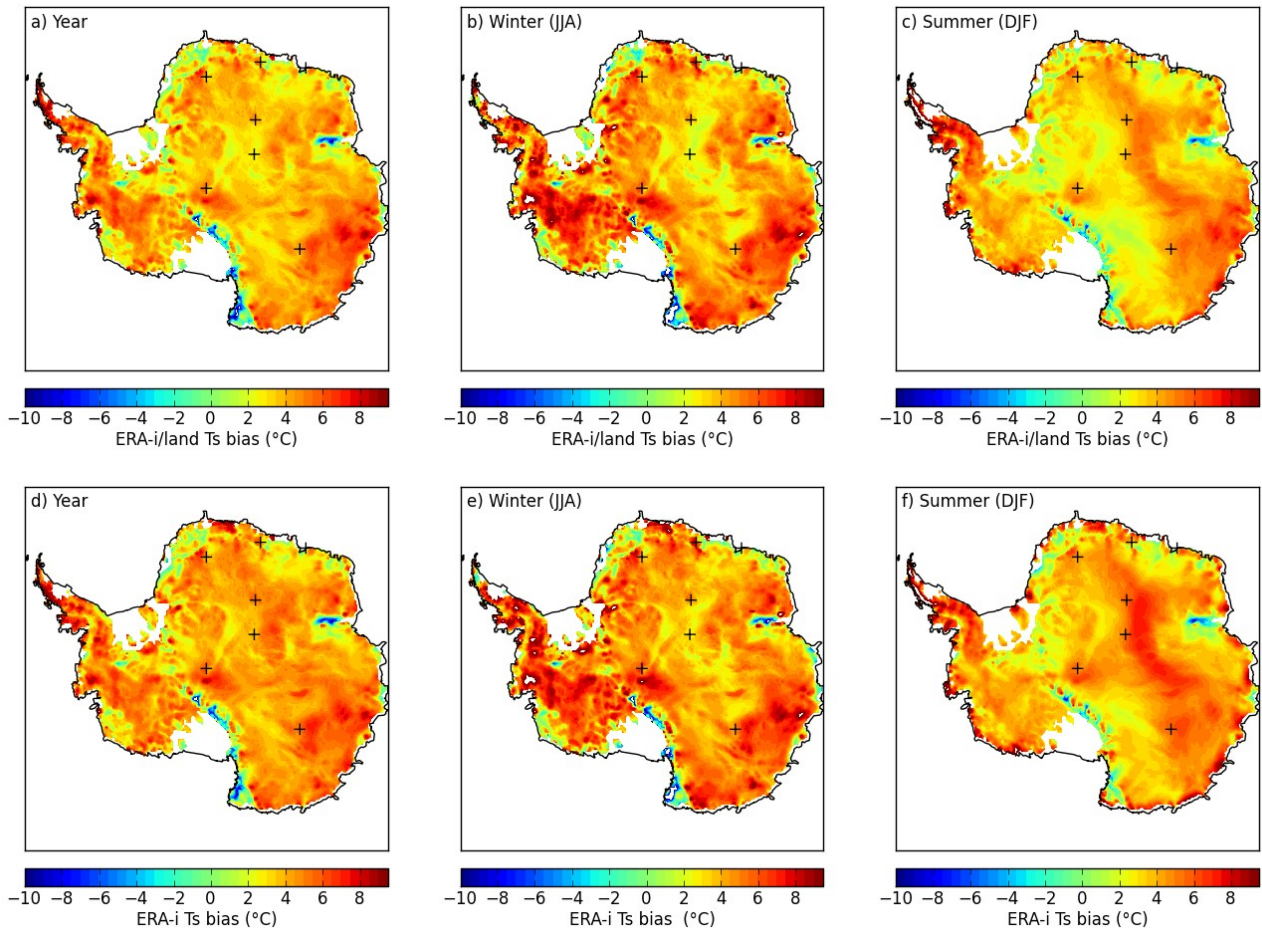 a) Year
b) Winter (JJA)
c) Summer (DJF)
−10 −8 −6 −4 −2 0 2 4 6 8
−10 −8 −6 −4 −2 0 2 4 6 8
−10 −8 −6 −4 −2 0 2 4 6 8
ERA-i/land Ts bias (°C)
ERA-i/land Ts bias (°C)
ERA-i/land Ts bias (°C)
d) Year
e) Winter (JJA)
f) Summer (DJF)
−10 −8 −6 −4 −2 0 2 4 6 8
−10 −8 −6 −4 −2 0 2 4 6 8
−10 −8 −6 −4 −2 0 2 4 6 8
ERA-i Ts bias (°C)
ERA-i Ts bias  (°C)
ERA-i Ts bias (°C)